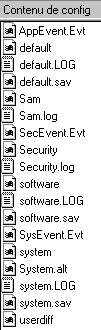 Contenu de config
AppEvent.Evt
default
default.LOG
default.sav
Sam
Sam.log
SecEvent.Evt
Security
Security.log
software
software.LOG
software.sav
SysEvent.Evt
system
System.alt
system.LOG
system.sav
userdiff